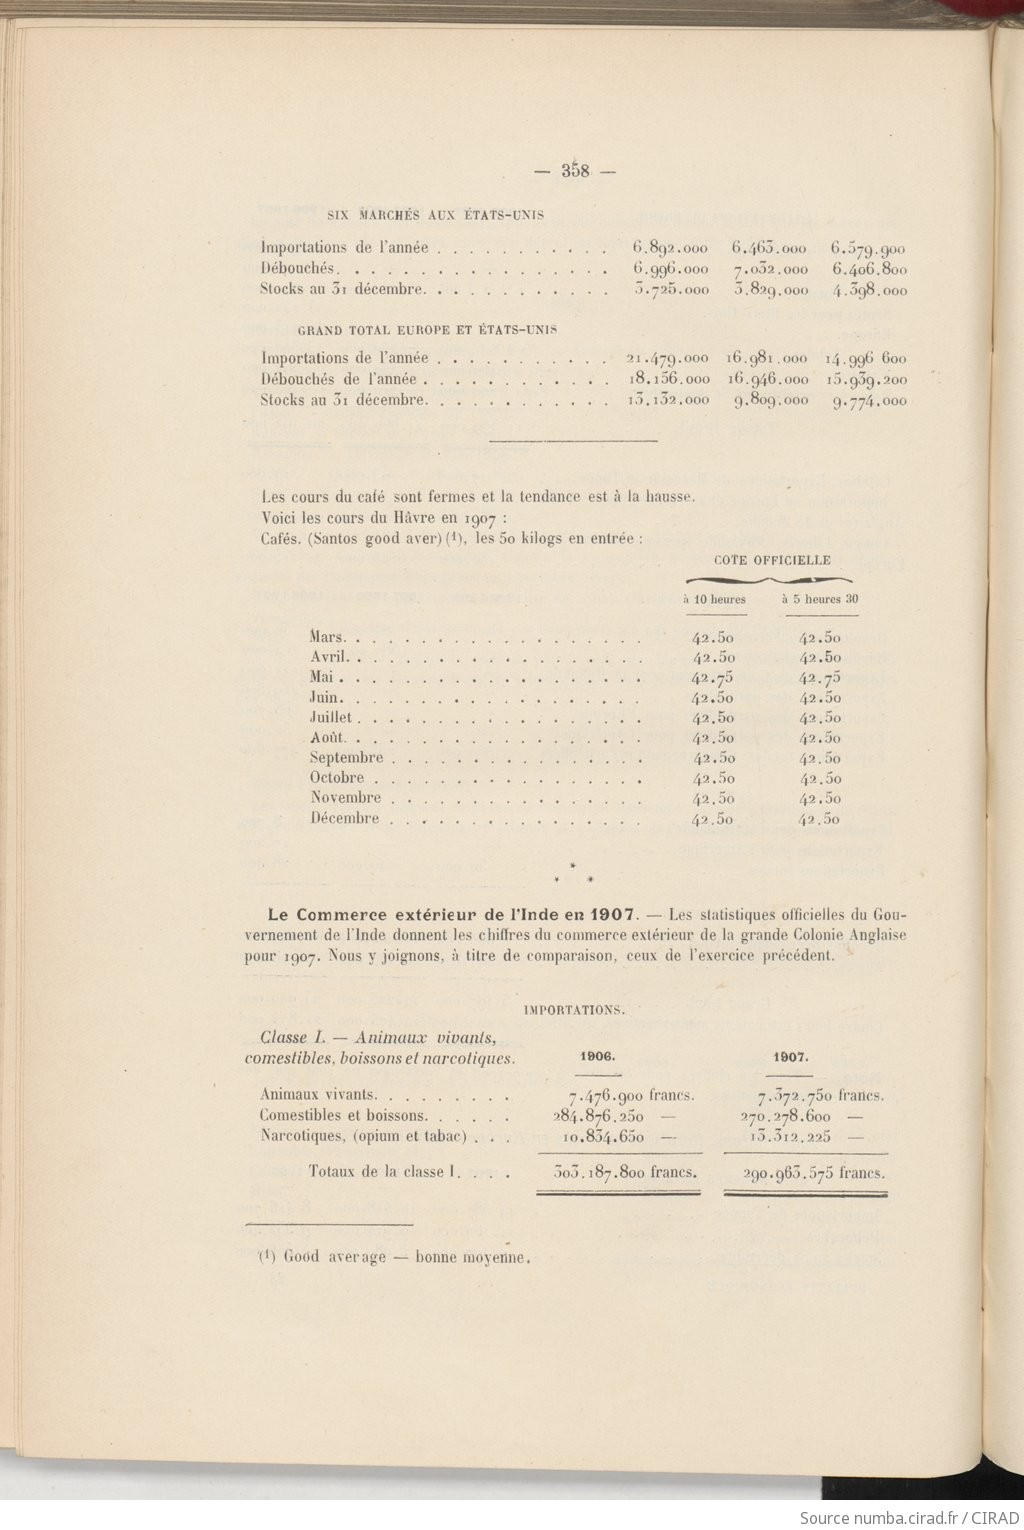 — 358 —
SIX MARCHÉS AUX ÉTATS-UNIS
Importations de l'année . . . . . . . . . . . 6.892.000 6.463.000 6.579.900
Débouchés. . . . . . . . . . . . . . . . . 6.996.000 7.032.000 6.406.800
Stocks au 31 décembre. . . . . . . . . . . . 3.725.000 3.829.000 4.398.000
GRAND TOTAL EUROPE ET ÉTATS-UNIS
Importations de l'année . . . . . . . . . . . 21.479.000 16.981.000 14.996 600
Débouchés de l'année . . . . . . . . . . . . 18.156.000 16.946.000 15.939.200
Stocks au 31 décembre. . . . . . . . . . . . 13.132.000 9.809.000 9.774.000
Les cours du café sont fermes et la tendance est à la hausse.
Voici les cours du Hâvre en 1907 :
Cafés. (Santos good aver) (1), les 50 kilogs en entrée :
COTE OFFICIELLE
à 10 heures à 5 heures 30
Mars. . . . . . . . . . . . . . . . . . . 42.50 42.50
Avril. . . . . . . . . . . . . . . . . . . 42.50 42.50
Mai . . . . . . . . . . . . . . . . . . . 42.75 42.75
Juin. . . . . . . . . . . . . . . . . . . 42.50 42.50
Juillet . . . . . . . . . . . . . . . . . . 42.50 42.50
Août. . . . . . . . . . . . . . . . . . . 42.50 42.50
Septembre . . . . . . . . . . . . . . . . 42.50 42.50
Octobre . . . . . . . . . . . . . . . . . 42.50 42.50
Novembre . . . . . . . . . . . . . . . . 42.50 42.50
Décembre . . . . . . . . . . . . . . . . 42.50 42.50
*
* *
Le Commerce extérieur de l'Inde en 1907. — Les statistiques officielles du Gou-
vernement de l'Inde donnent les chiffres du commerce extérieur de la grande Colonie Anglaise
pour 1907. Nous y joignons, à titre de comparaison, ceux de l'exercice précédent.
IMPORTATIONS.
Classe I. — Animaux vivants,
comestibles, boissons et narcotiques. 1906. 1907.
Animaux vivants. . . . . . . . . 7.476.900 francs. 7.372.750 francs.
Comestibles et boissons. . . . . . 284.876.250 — 270.278.600 —
Narcotiques, (opium et tabac) . . . 10.834.650 — 13.312.225 —
Totaux de la classe I. . . . 303.187.800 francs. 290.963.575 francs.
(1) Good average — bonne moyenne.
Source numba.cirad.fr / CIRAD